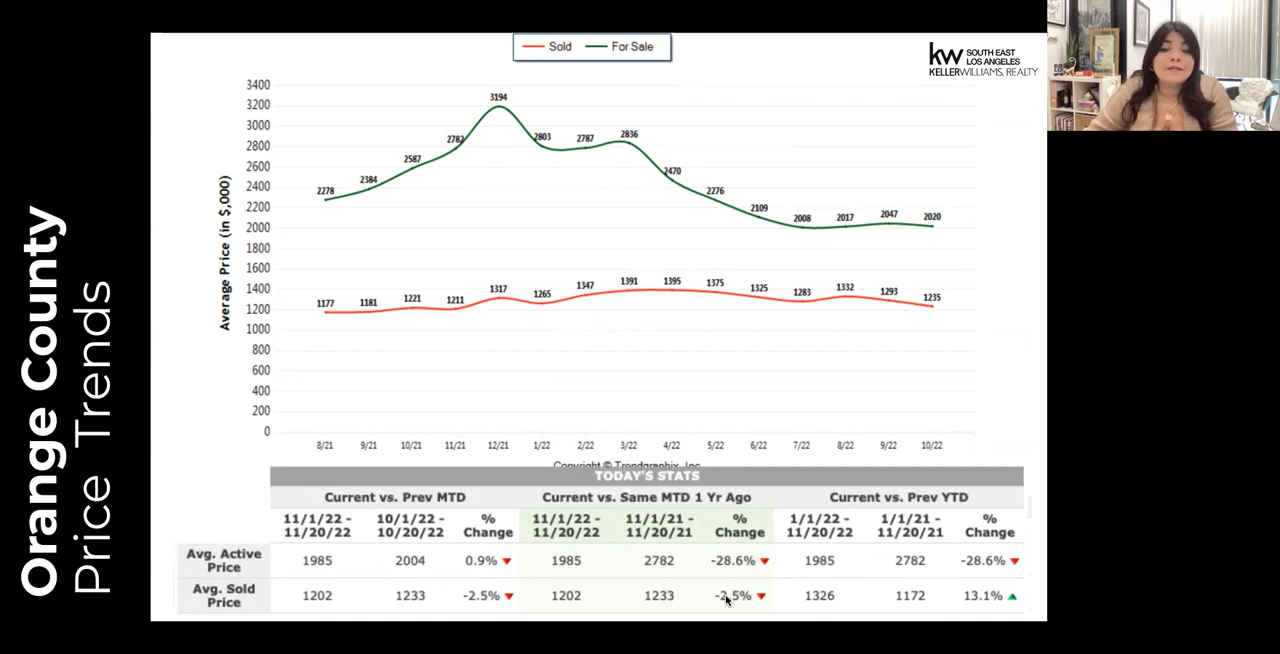 Orange County
Price Trends
Sold For Sale
kw SOUTH EAST
LOS ANGELES
KELLERWILLIAMS. REALTY
Average Price (in $,000)
3400
3200
3000
2800
2600
2400
2200
2000
1800
1600
1400
1200
1000
800
600
400
200
0
2278 2384 2587 2782 3194 2803 2787 2836 2470 2276 2109 2008 2017 2047 2020
1177 1181 1221 1211 1317 1265 1347 1391 1395 1375 1325 1283 1332 1293 1235
8/21 9/21 10/21 11/21 12/21 1/22 2/22 3/22 4/22 5/22 6/22 7/22 8/22 9/22 10/22
Copyright © Trendgraphix, Inc.
TODAY'S STATS
Current vs. Prev MTD Current vs. Same MTD 1 Yr Ago Current vs. Prev YTD
11/1/22 - 10/1/22 - % 11/1/22 - 11/1/21 - % 1/1/22 - 1/1/21 - %
11/20/22 10/20/22 Change 11/20/22 11/20/21 Change 11/20/22 11/20/21 Change
Avg. Active
Price 1985 2004 0.9% 1985 2782 -28.6% 1985 2782 -28.6%
Avg. Sold
Price 1202 1233 -2.5% 1202 1233 -2.5% 1326 1172 13.1%